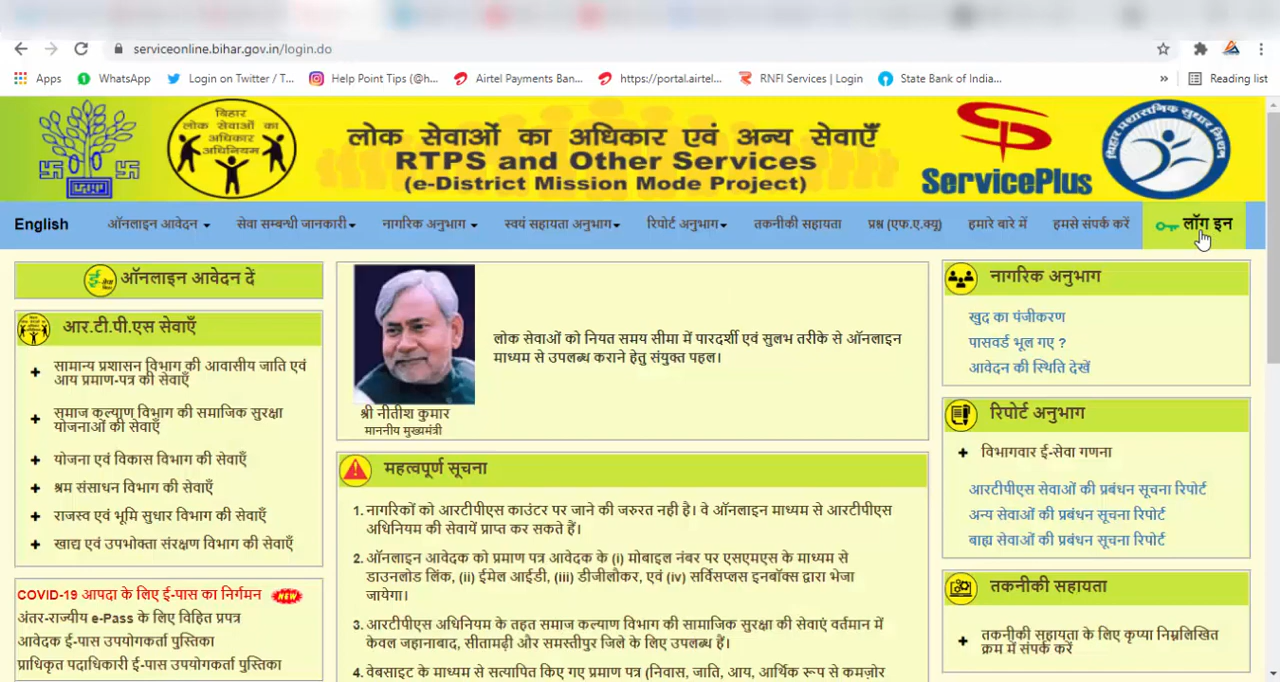 serviceonline.bihar.gov.in/login.do
Apps WhatsApp Login on Twitter / T... Help Point Tips (@h... Airtel Payments Ban... https://portal.airtel... RNFI Services | Login State Bank of India... » Reading list
बिहार
लोक सेवाओं का
अधिकार
अधिनियम
लोक सेवाओं का अधिकार एवं अन्य सेवाएँ
RTPS and Other Services
(e-District Mission Mode Project)
ServicePlus
बिहार प्रशासनिक सुधार मिशन
English ऑनलाइन आवेदन सेवा सम्बन्धी जानकारी नागरिक अनुभाग स्वयं सहायता अनुभाग रिपोर्ट अनुभाग तकनीकी सहायता प्रश्न (एफ.ए.क्यू) हमारे बारे में हमसे संपर्क करें लॉग इन
ऑनलाइन आवेदन दें
आर.टी.पी.एस सेवाएँ
+ सामान्य प्रशासन विभाग की आवासीय जाति एवं
आय प्रमाण-पत्र की सेवाएँ
+ समाज कल्याण विभाग की समाजिक सुरक्षा
योजनाओं की सेवाएँ
+ योजना एवं विकास विभाग की सेवाएँ
+ श्रम संसाधन विभाग की सेवाएँ
+ राजस्व एवं भूमि सुधार विभाग की सेवाएँ
+ खाद्य एवं उपभोक्ता संरक्षण विभाग की सेवाएँ
COVID-19 आपदा के लिए ई-पास का निर्गमन NEW
अंतर-राज्यीय e-Pass के लिए विहित प्रपत्र
आवेदक ई-पास उपयोगकर्ता पुस्तिका
प्राधिकृत पदाधिकारी ई-पास उपयोगकर्ता पुस्तिका
श्री नीतीश कुमार
माननीय मुख्यमंत्री
लोक सेवाओं को नियत समय सीमा में पारदर्शी एवं सुलभ तरीके से ऑनलाइन
माध्यम से उपलब्ध कराने हेतु संयुक्त पहल।
महत्वपूर्ण सूचना
1. नागरिकों को आरटीपीएस काउंटर पर जाने की जरुरत नही है। वे ऑनलाइन माध्यम से आरटीपीएस
अधिनियम की सेवायें प्राप्त कर सकते हैं।
2. ऑनलाइन आवेदक को प्रमाण पत्र आवेदक के (i) मोबाइल नंबर पर एसएमएस के माध्यम से
डाउनलोड लिंक, (ii) ईमेल आईडी, (iii) डीजीलौकर, एवं (iv) सर्विसप्लस इनबॉक्स द्वारा भेजा
जायेगा।
3. आरटीपीएस अधिनियम के तहत समाज कल्याण विभाग की सामाजिक सुरक्षा की सेवाएं वर्तमान में
केवल जहानाबाद, सीतामढ़ी और समस्तीपुर जिले के लिए उपलब्ध हैं।
4. वेबसाइट के माध्यम से सत्यापित किए गए प्रमाण पत्र (निवास, जाति, आय, आर्थिक रूप से कमज़ोर
नागरिक अनुभाग
खुद का पंजीकरण
पासवर्ड भूल गए ?
आवेदन की स्थिति देखें
रिपोर्ट अनुभाग
+ विभागवार ई-सेवा गणना
आरटीपीएस सेवाओं की प्रबंधन सूचना रिपोर्ट
अन्य सेवाओं की प्रबंधन सूचना रिपोर्ट
बाह्य सेवाओं की प्रबंधन सूचना रिपोर्ट
तकनीकी सहायता
+ तकनीकी सहायता के लिए कृप्या निम्नलिखित
क्रम में संपर्क करें